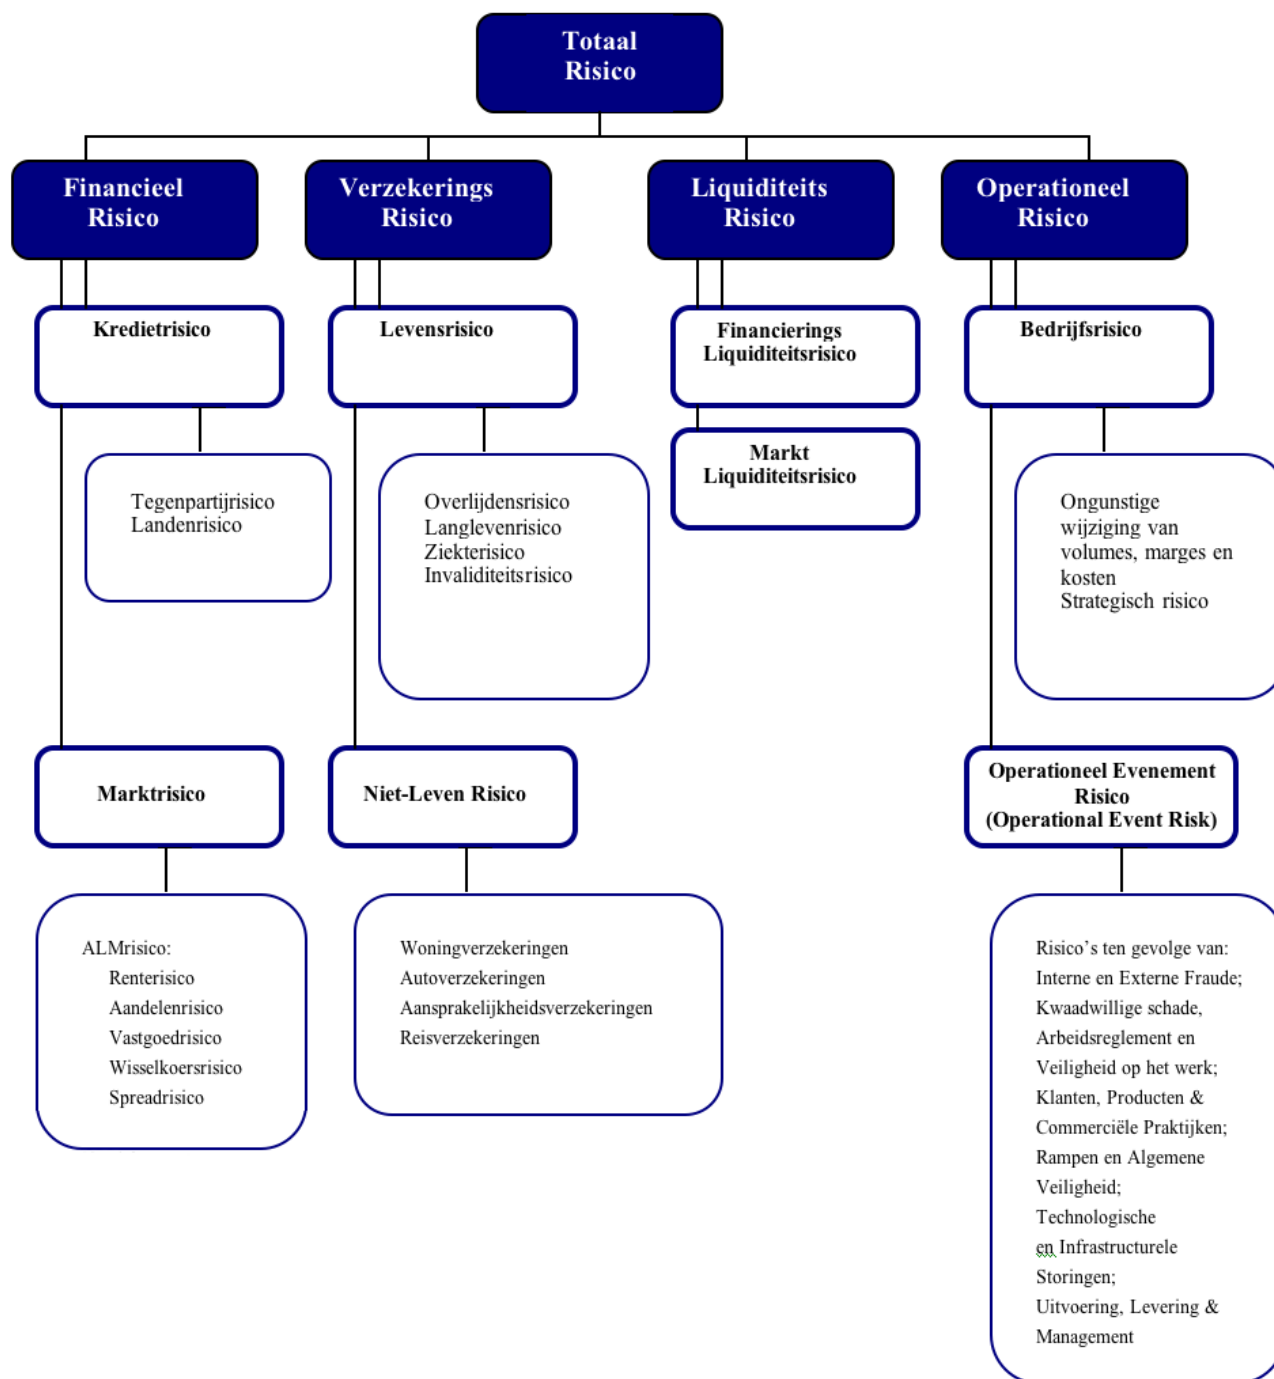 Totaal
Risico
Financieel
Risico
Verzekerings
Risico
Liquiditeits
Risico
Operationeel
Risico
Kredietrisico
Levensrisico
Financierings
Liquiditeitsrisico
Bedrijfsrisico
Markt
Liquiditeitsrisico
Tegenpartijrisico
Landenrisico
Overlijdensrisico
Langlevenrisico
Ziekterisico
Invaliditeitsrisico
Ongunstige
wijziging van
volumes, marges en
kosten
Strategisch risico
Marktrisico
Niet-Leven Risico
Operationeel Evenement
Risico
(Operational Event Risk)
ALMrisico:
Renterisico
Aandelenrisico
Vastgoedrisico
Wisselkoersrisico
Spreadrisico
Woningverzekeringen
Autoverzekeringen
Aansprakelijkheidsverzekeringen
Reisverzekeringen
Risico’s ten gevolge van:
Interne en Externe Fraude;
Kwaadwillige schade,
Arbeidsreglement en
Veiligheid op het werk;
Klanten, Producten &
Commerciële Praktijken;
Rampen en Algemene
Veiligheid;
Technologische
en Infrastructurele
Storingen;
Uitvoering, Levering &
Management